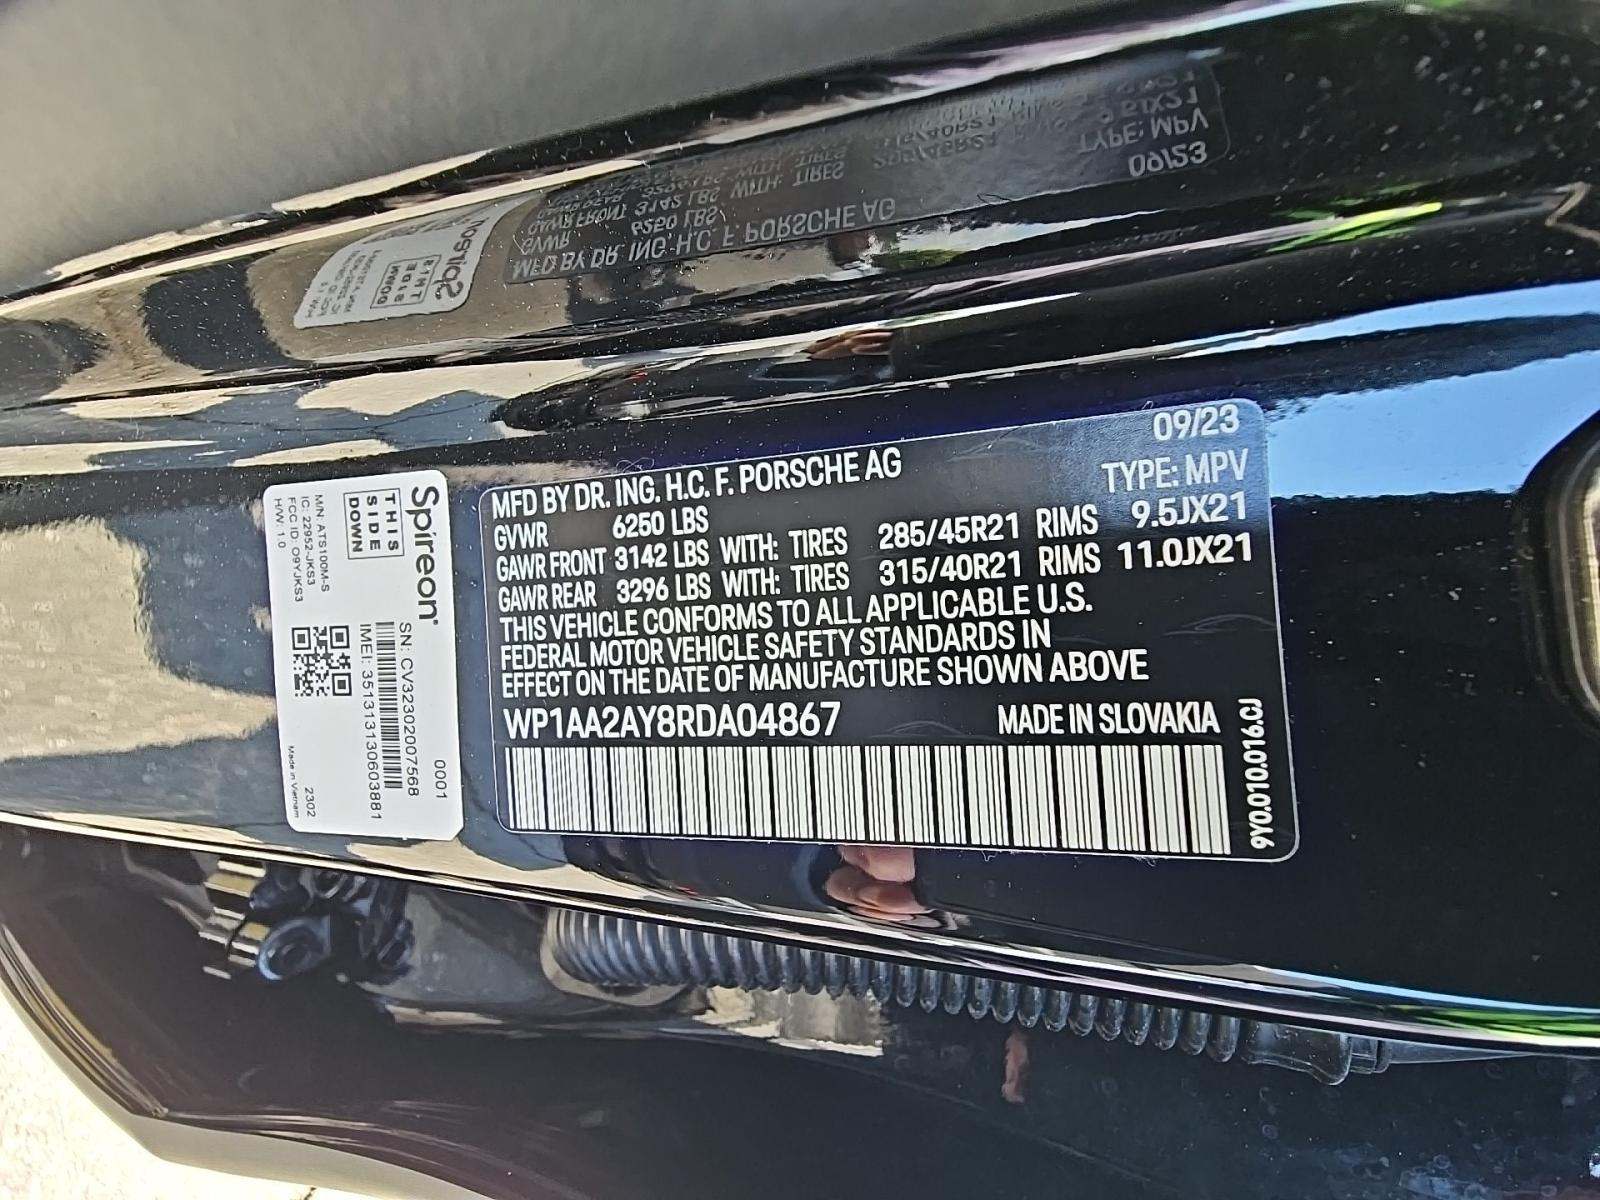 MFD BY DR. ING. H.C. F. PORSCHE AG 09/23
GVWR 6250 LBS TYPE: MPV
GAWR FRONT 3142 LBS WITH: TIRES 285/45R21 RIMS 9.5JX21
GAWR REAR 3296 LBS WITH: TIRES 315/40R21 RIMS 11.0JX21
THIS VEHICLE CONFORMS TO ALL APPLICABLE U.S.
FEDERAL MOTOR VEHICLE SAFETY STANDARDS IN
EFFECT ON THE DATE OF MANUFACTURE SHOWN ABOVE
WP1AA2AY8RDA04867 MADE IN SLOVAKIA
9Y0.010.016.CJ
Spireon®
THIS
SIDE
DOWN
M/N: ATS100M-S
IC: 22952-JKS3
FCC ID: O9YJKS3
H/W: 1.0
0001
SN: CV32302007568
IMEI: 351313130603881
2302
Made in Vietnam